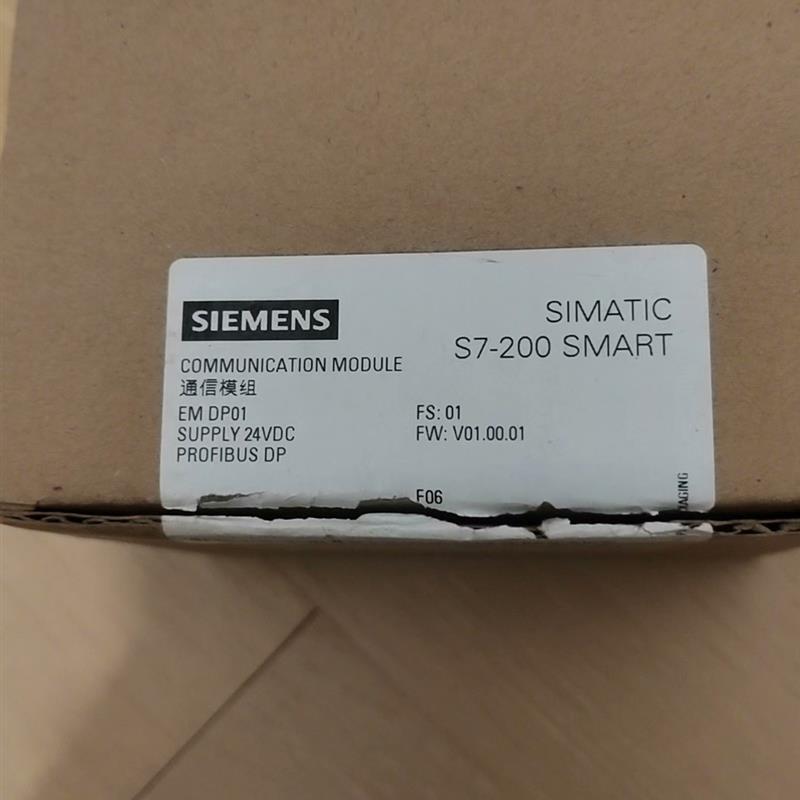 SIEMENS
SIMATIC
S7-200 SMART
COMMUNICATION MODULE
通信模组
EM DP01
SUPPLY 24VDC
PROFIBUS DP
FS: 01
FW: V01.00.01
F06